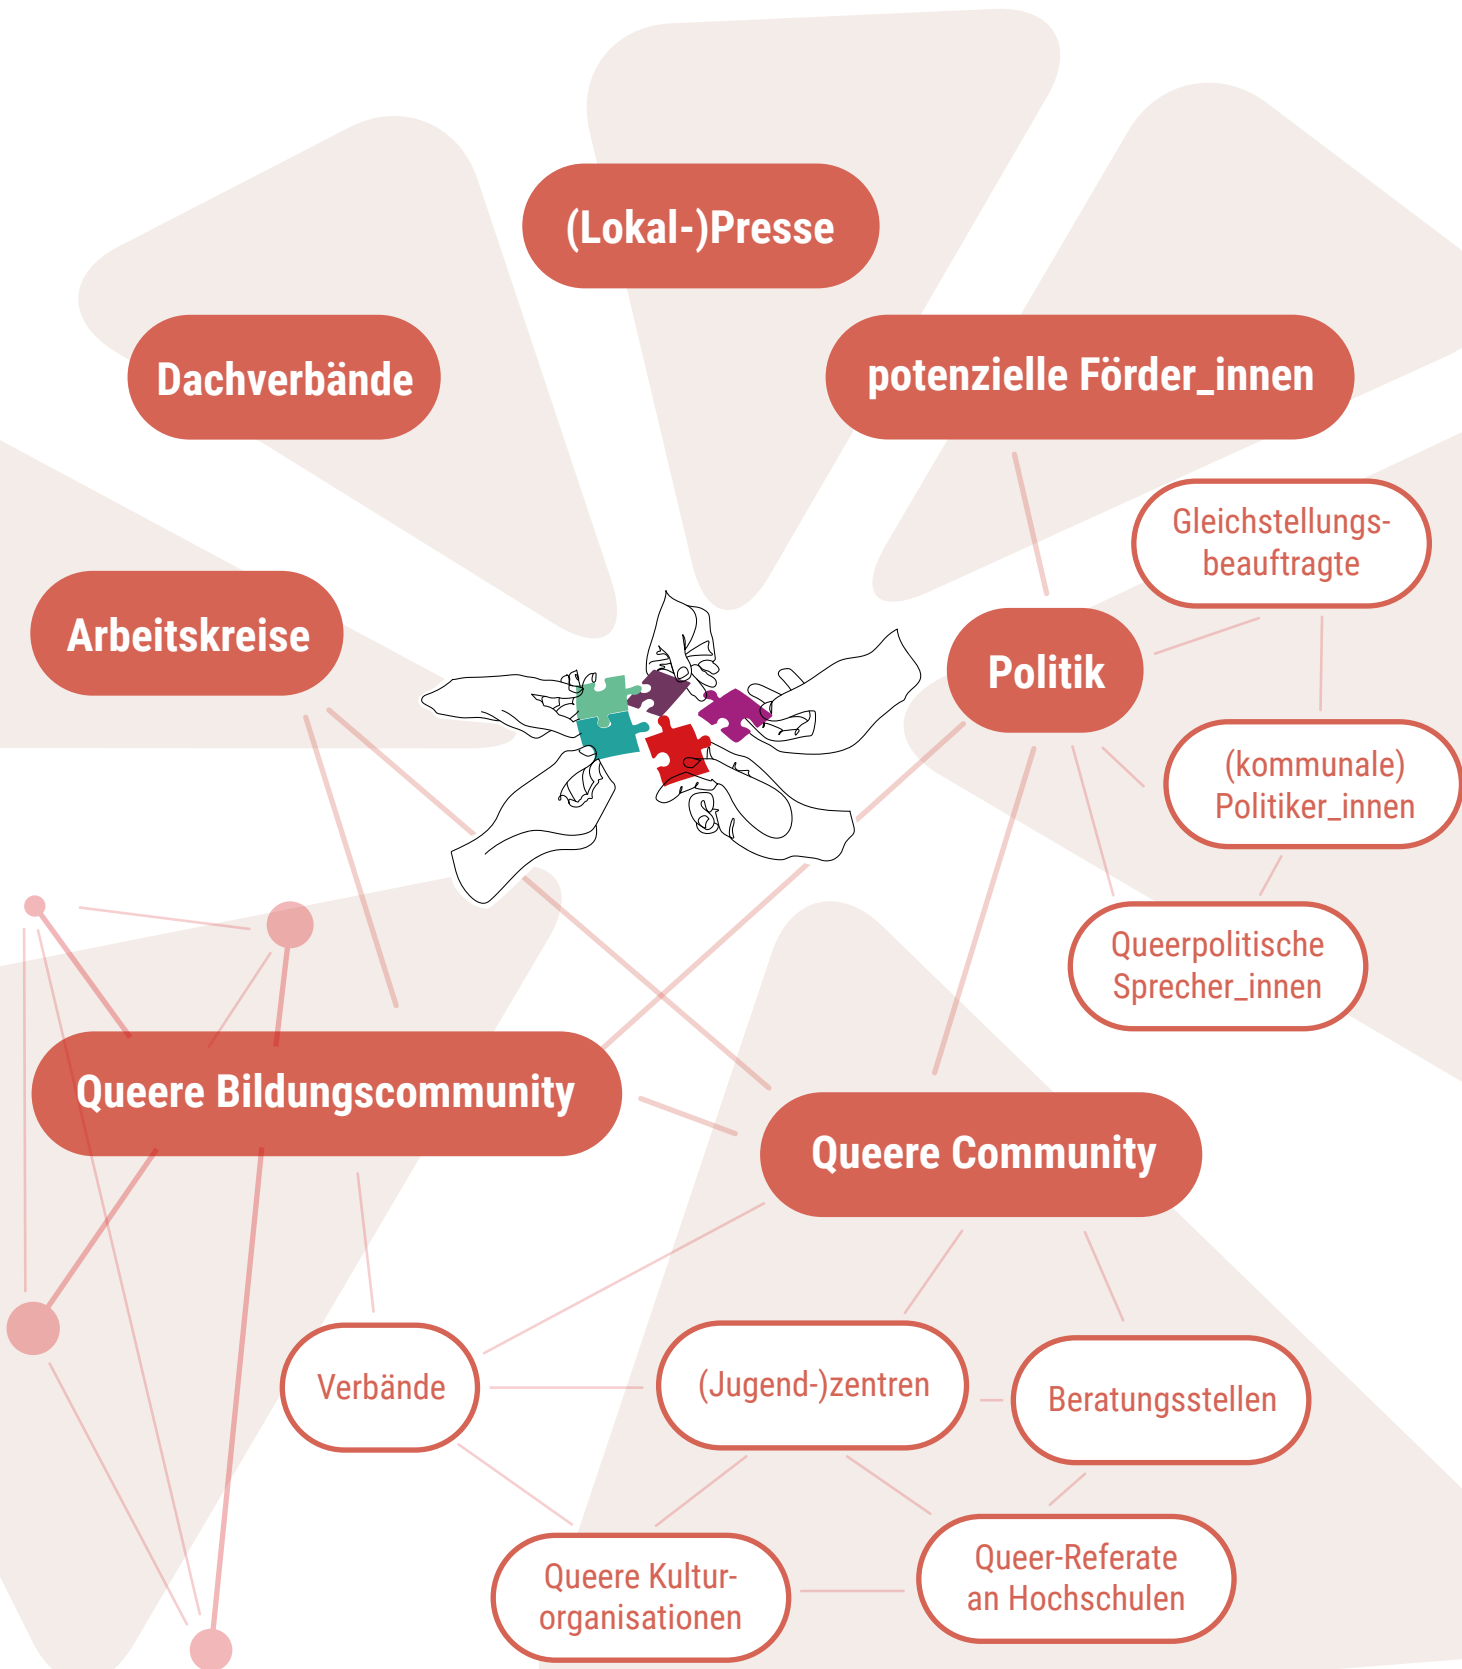 (Lokal-)Presse
Dachverbände
potenzielle Förder_innen
Gleichstellungs-
beauftragte
Arbeitskreise
Politik
(kommunale)
Politiker_innen
Queerpolitische
Sprecher_innen
Queere Bildungscommunity
Queere Community
Verbände
(Jugend-)zentren
Beratungsstellen
Queere Kultur-
organisationen
Queer-Referate
an Hochschulen